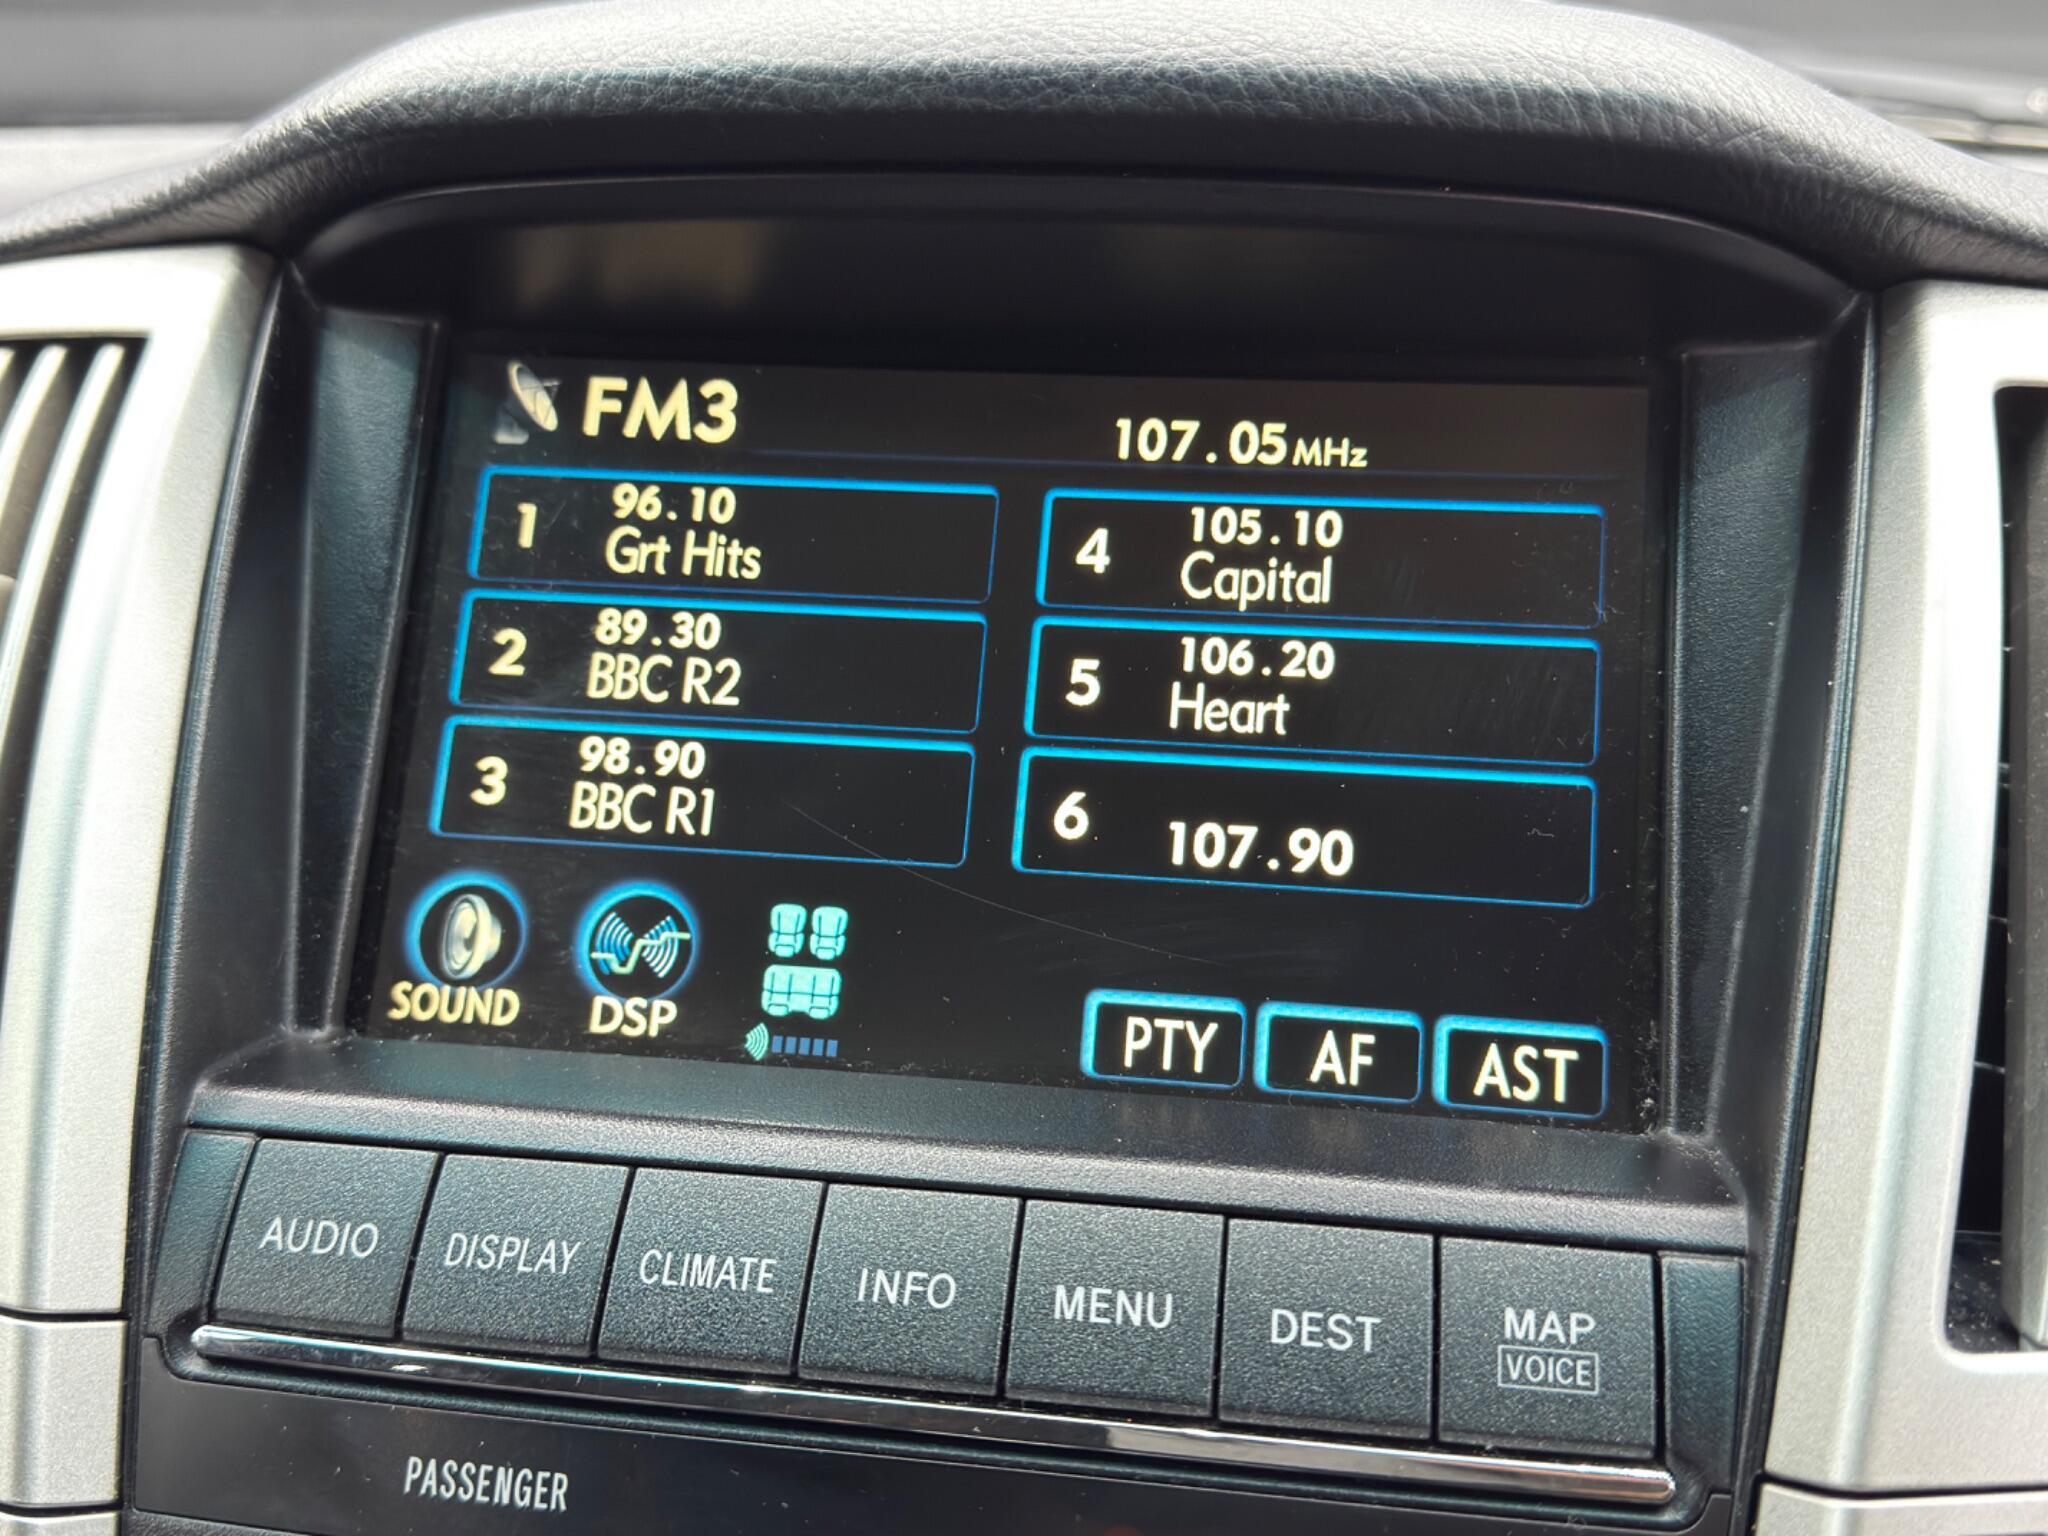 FM3
107.05MHz
1
96.10
Grt Hits
4
105.10
Capital
2
89.30
BBC R2
5
106.20
Heart
3
98.90
BBC R1
6
107.90
SOUND
DSP
PTY
AF
AST
AUDIO
DISPLAY
CLIMATE
INFO
MENU
DEST
MAP
VOICE
PASSENGER